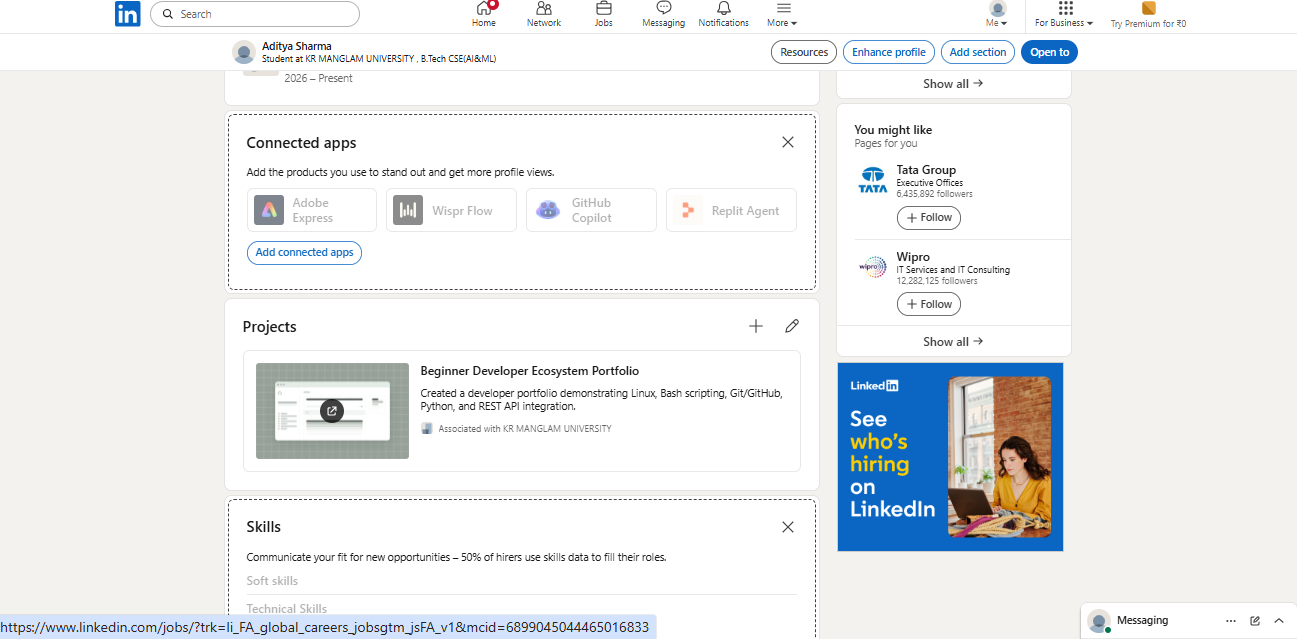 in
Search
Home
Network
Jobs
Messaging
Notifications
More
Me
For Business
Try Premium for ₹0
Aditya Sharma
Student at KR MANGLAM UNIVERSITY , B.Tech CSE(AI&ML)
Resources
Enhance profile
Add section
Open to
2026 – Present
Connected apps
Add the products you use to stand out and get more profile views.
Adobe
Express
Wispr Flow
GitHub
Copilot
Replit Agent
Add connected apps
Projects
Beginner Developer Ecosystem Portfolio
Created a developer portfolio demonstrating Linux, Bash scripting, Git/GitHub,
Python, and REST API integration.
Associated with KR MANGLAM UNIVERSITY
Skills
Communicate your fit for new opportunities – 50% of hirers use skills data to fill their roles.
Soft skills
Technical Skills
Show all →
You might like
Pages for you
TATA
Tata Group
Executive Offices
6,435,892 followers
+ Follow
wipro
Wipro
IT Services and IT Consulting
12,282,125 followers
+ Follow
Show all →
Linked in
See
who's
hiring
on
LinkedIn
Messaging
https://www.linkedin.com/jobs/?trk=li_FA_global_careers_jobsgtm_jsFA_v1&mcid=6899045044465016833